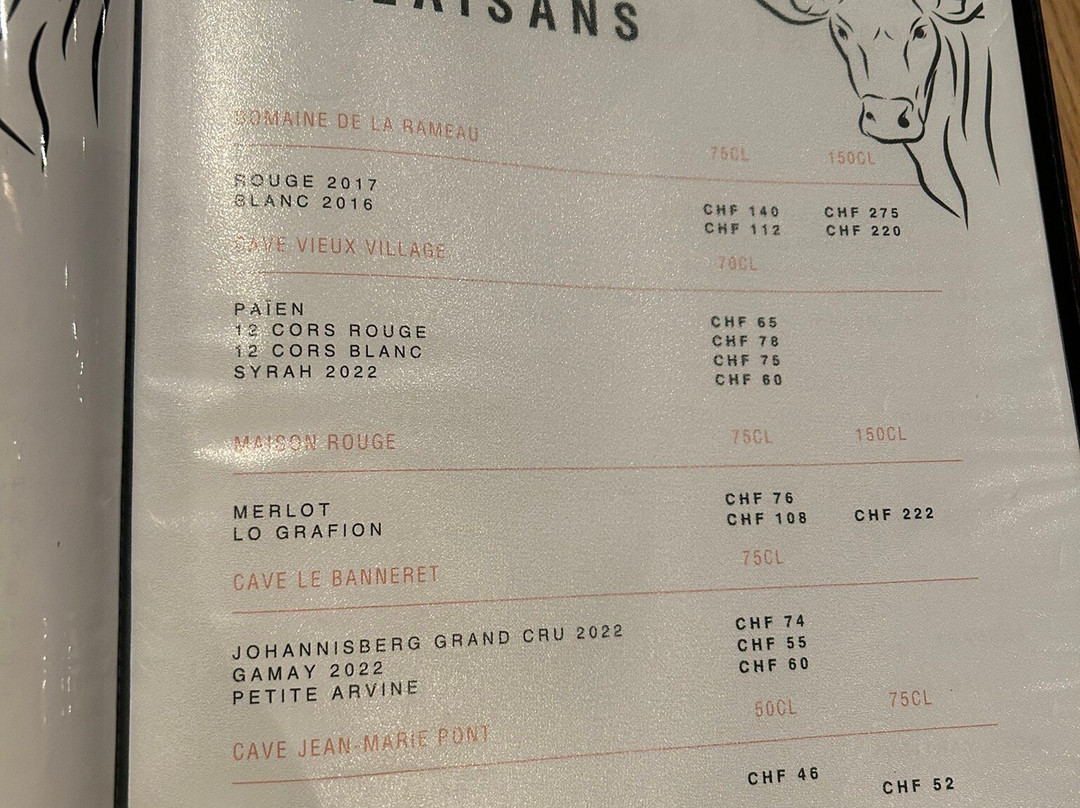 DOMAINE DE LA RAMEAU 75CL 150CL
ROUGE 2017 CHF 140 CHF 275
BLANC 2016 CHF 112 CHF 220
CAVE VIEUX VILLAGE 70CL
PAÏEN CHF 65
12 CORS ROUGE CHF 78
12 CORS BLANC CHF 75
SYRAH 2022 CHF 60
MAISON ROUGE 75CL 150CL
MERLOT CHF 76
LO GRAFION CHF 108 CHF 222
CAVE LE BANNERET 75CL
JOHANNISBERG GRAND CRU 2022 CHF 74
GAMAY 2022 CHF 55
PETITE ARVINE CHF 60
CAVE JEAN-MARIE PONT 50CL 75CL
CHF 46 CHF 52